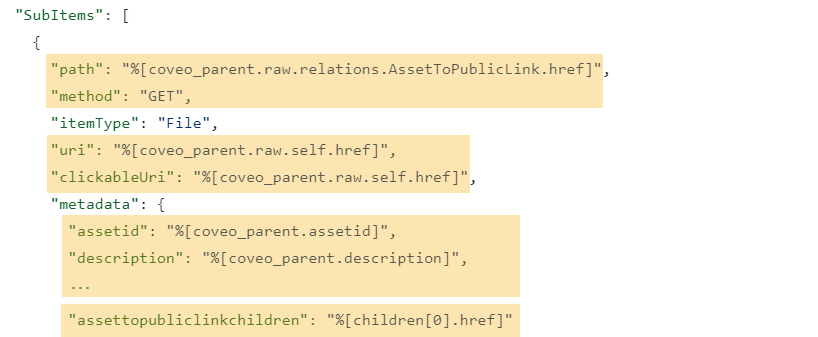 "SubItems": [
{
"path": "%[coveo_parent.raw.relations.AssetToPublicLink.href]",
"method": "GET",
"itemType": "File",
"uri": "%[coveo_parent.raw.self.href]",
"clickableUri": "%[coveo_parent.raw.self.href]",
"metadata": {
"assetid": "%[coveo_parent.assetid]",
"description": "%[coveo_parent.description]",
...
"assettopubliclinkchildren": "%[children[0].href]"